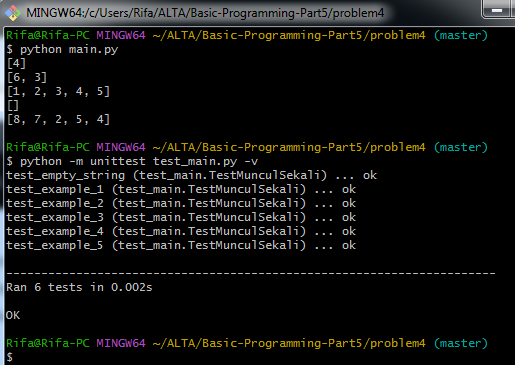 MINGW64:/c/Users/Rifa/ALTA/Basic-Programming-Part5/problem4
Rifa@Rifa-PC MINGW64 ~/ALTA/Basic-Programming-Part5/problem4 (master)
$ python main.py
[4]
[6, 3]
[1, 2, 3, 4, 5]
[]
[8, 7, 2, 5, 4]
Rifa@Rifa-PC MINGW64 ~/ALTA/Basic-Programming-Part5/problem4 (master)
$ python -m unittest test_main.py -v
test_empty_string (test_main.TestMunculSekali) ... ok
test_example_1 (test_main.TestMunculSekali) ... ok
test_example_2 (test_main.TestMunculSekali) ... ok
test_example_3 (test_main.TestMunculSekali) ... ok
test_example_4 (test_main.TestMunculSekali) ... ok
test_example_5 (test_main.TestMunculSekali) ... ok
----------------------------------------------------------------------
Ran 6 tests in 0.002s
OK
Rifa@Rifa-PC MINGW64 ~/ALTA/Basic-Programming-Part5/problem4 (master)
$